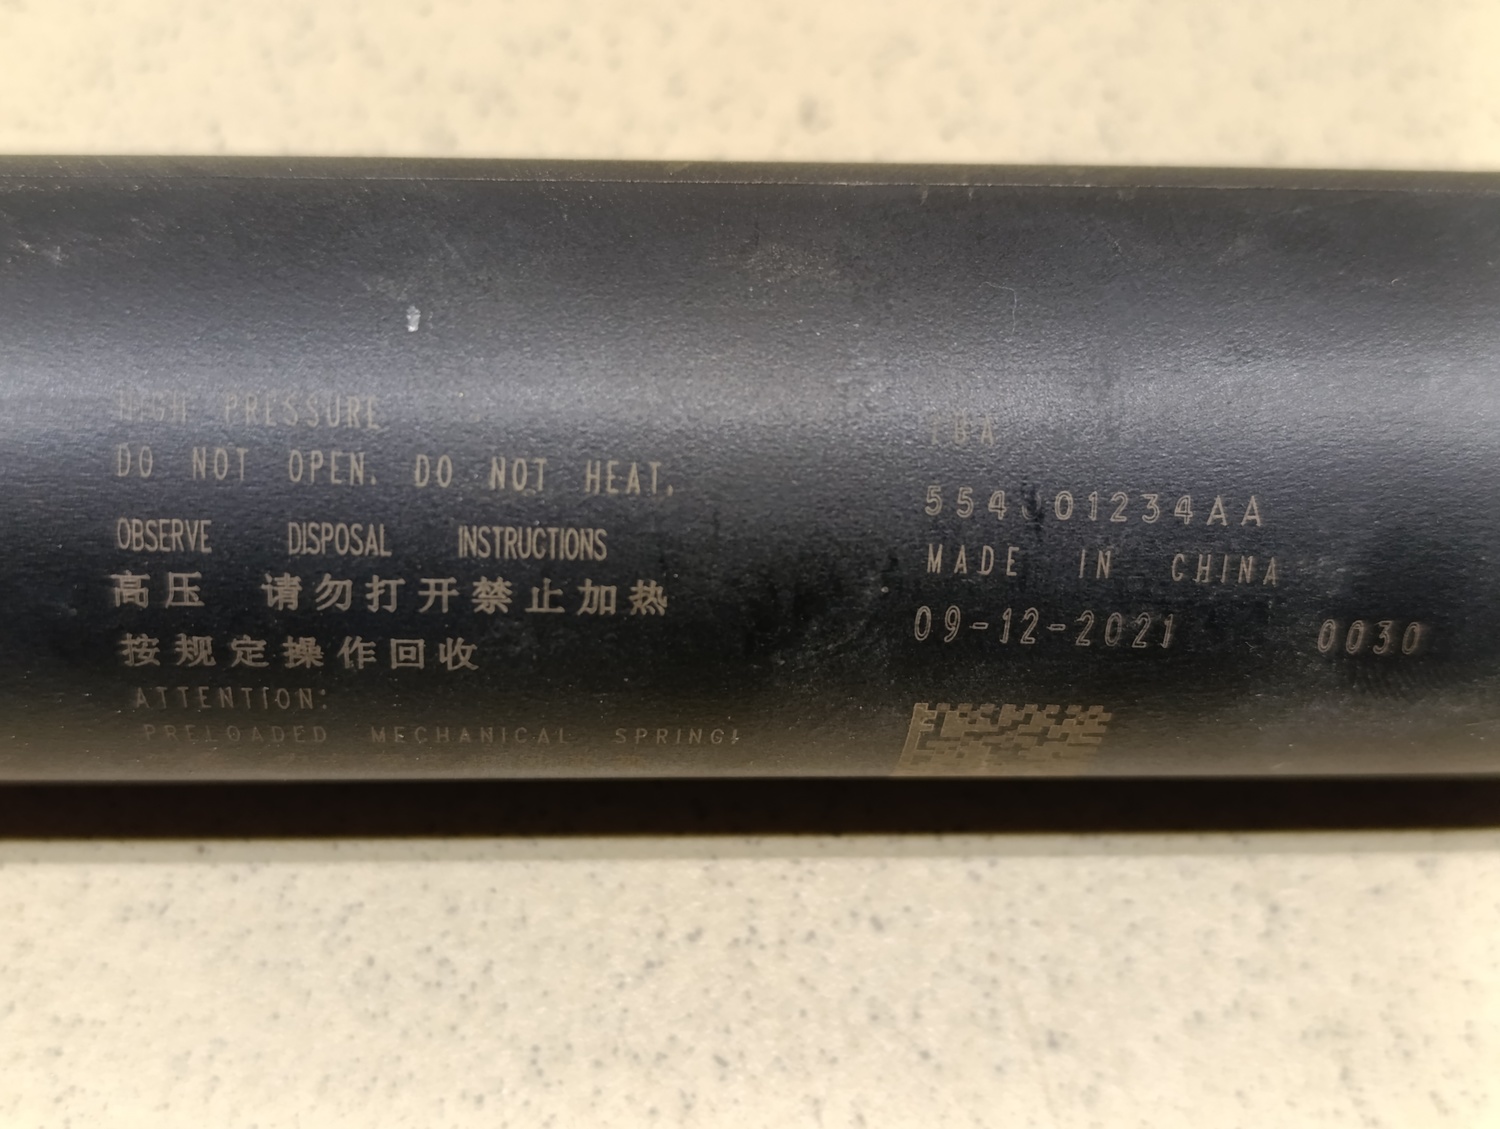 HIGH PRESSURE
DO NOT OPEN. DO NOT HEAT.
OBSERVE DISPOSAL INSTRUCTIONS
高压 请勿打开禁止加热
按规定操作回收
ATTENTION:
PRELOADED MECHANICAL SPRING!
554 01234AA
MADE IN CHINA
09-12-2021 0030